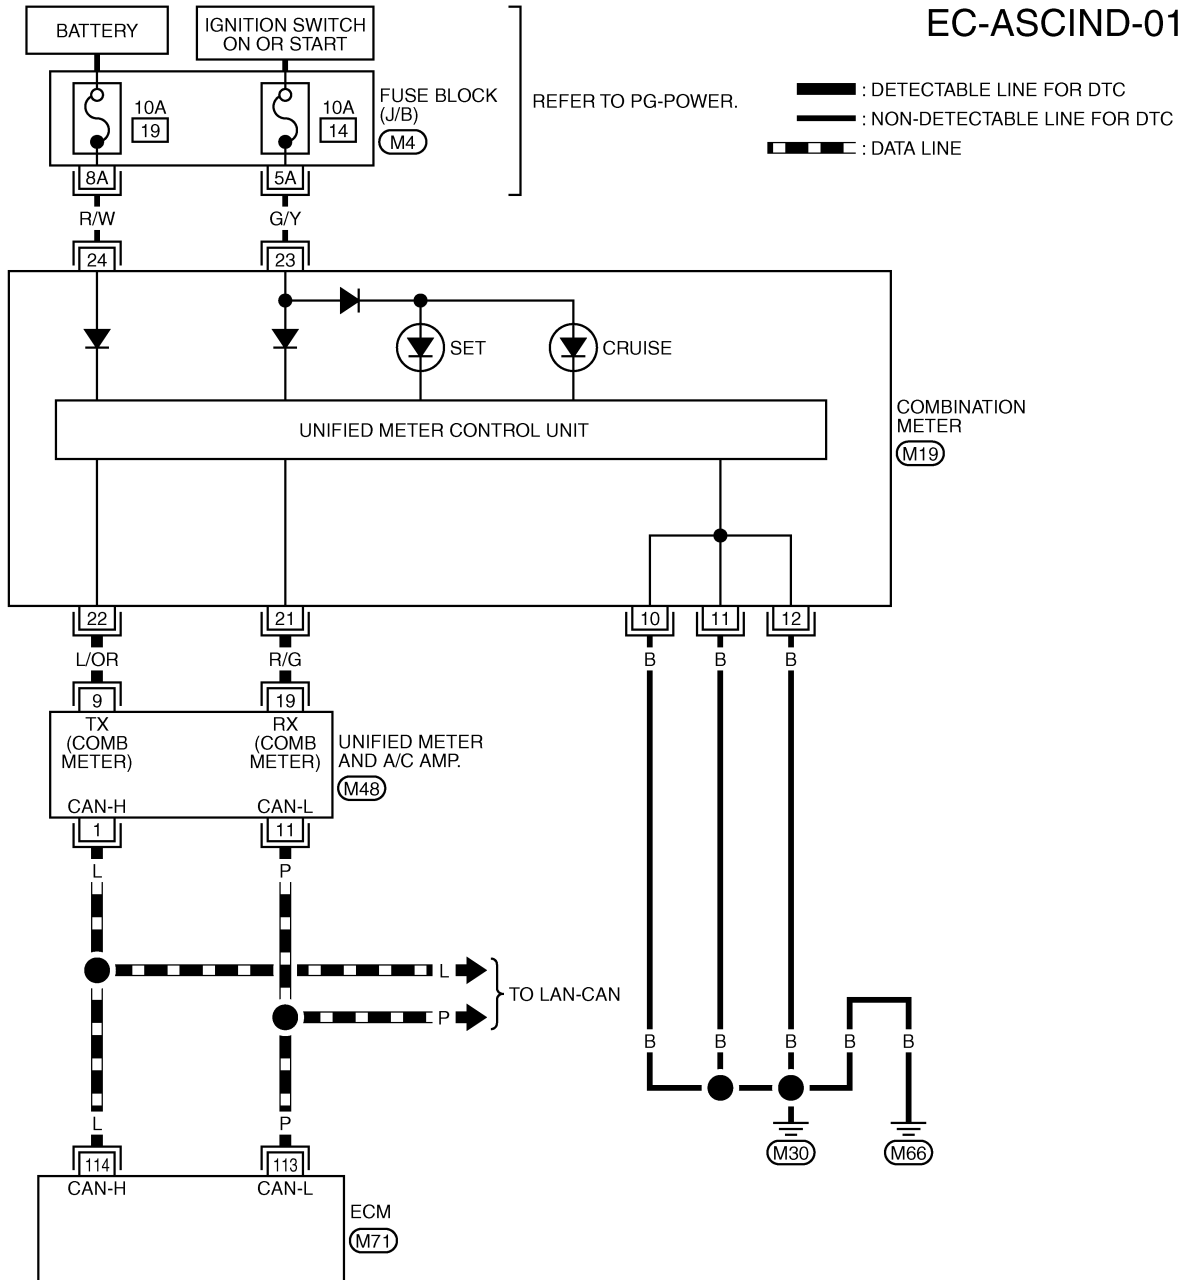 EC-ASCIND-01
BATTERY
IGNITION SWITCH
ON OR START
10A
19
10A
14
FUSE BLOCK
(J/B)
M4
REFER TO PG-POWER.
: DETECTABLE LINE FOR DTC
: NON-DETECTABLE LINE FOR DTC
: DATA LINE
8A
5A
R/W
G/Y
24
23
SET
CRUISE
UNIFIED METER CONTROL UNIT
COMBINATION
METER
M19
22
21
10
11
12
L/OR
R/G
B
B
B
9
19
TX
(COMB
METER)
RX
(COMB
METER)
UNIFIED METER
AND A/C AMP.
M48
CAN-H
CAN-L
1
11
L
P
L
P
TO LAN-CAN
B
B
B
B
B
L
P
M30
M66
114
113
CAN-H
CAN-L
ECM
M71